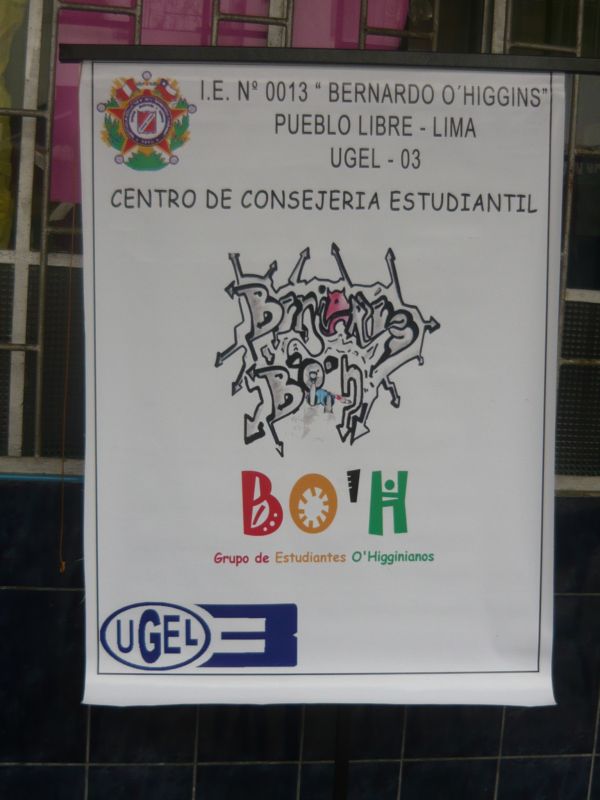 I.E. Nº 0013 " BERNARDO O´HIGGINS"
PUEBLO LIBRE - LIMA
UGEL - 03
CENTRO DE CONSEJERIA ESTUDIANTIL
BO'H
Grupo de Estudiantes O'Higginianos
UGEL 3